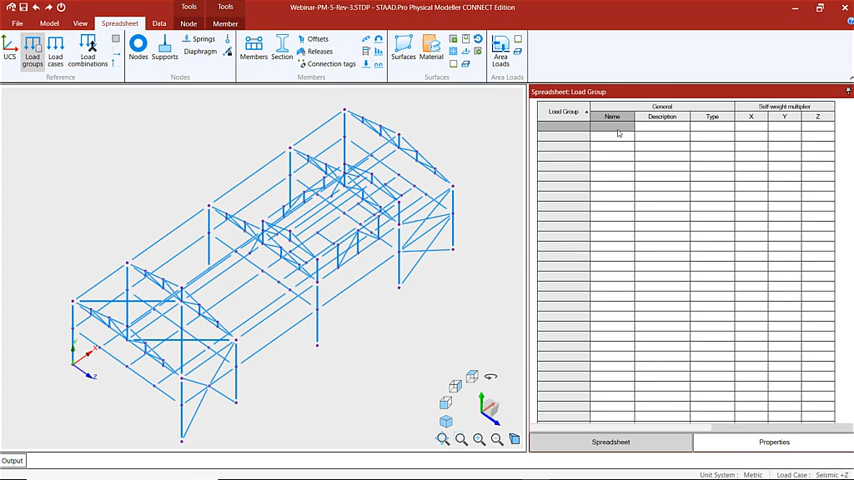 Tools Tools Webinar-PM-5-Rev-3.STDP - STAAD.Pro Physical Modeller CONNECT Edition
File Model View Spreadsheet Data Node Member
UCS Load groups Load cases Load combinations
Reference
Nodes Supports Springs Diaphragm
Nodes
Members Section Offsets Releases Connection tags
Members
Surfaces Material
Surfaces
Area Loads
Area Loads
Spreadsheet: Load Group
Load Group General Self-weight multiplier
Name Description Type X Y Z
Y
X
Z
Spreadsheet Properties
Output
Unit System : Metric Load Case : Seismic +Z